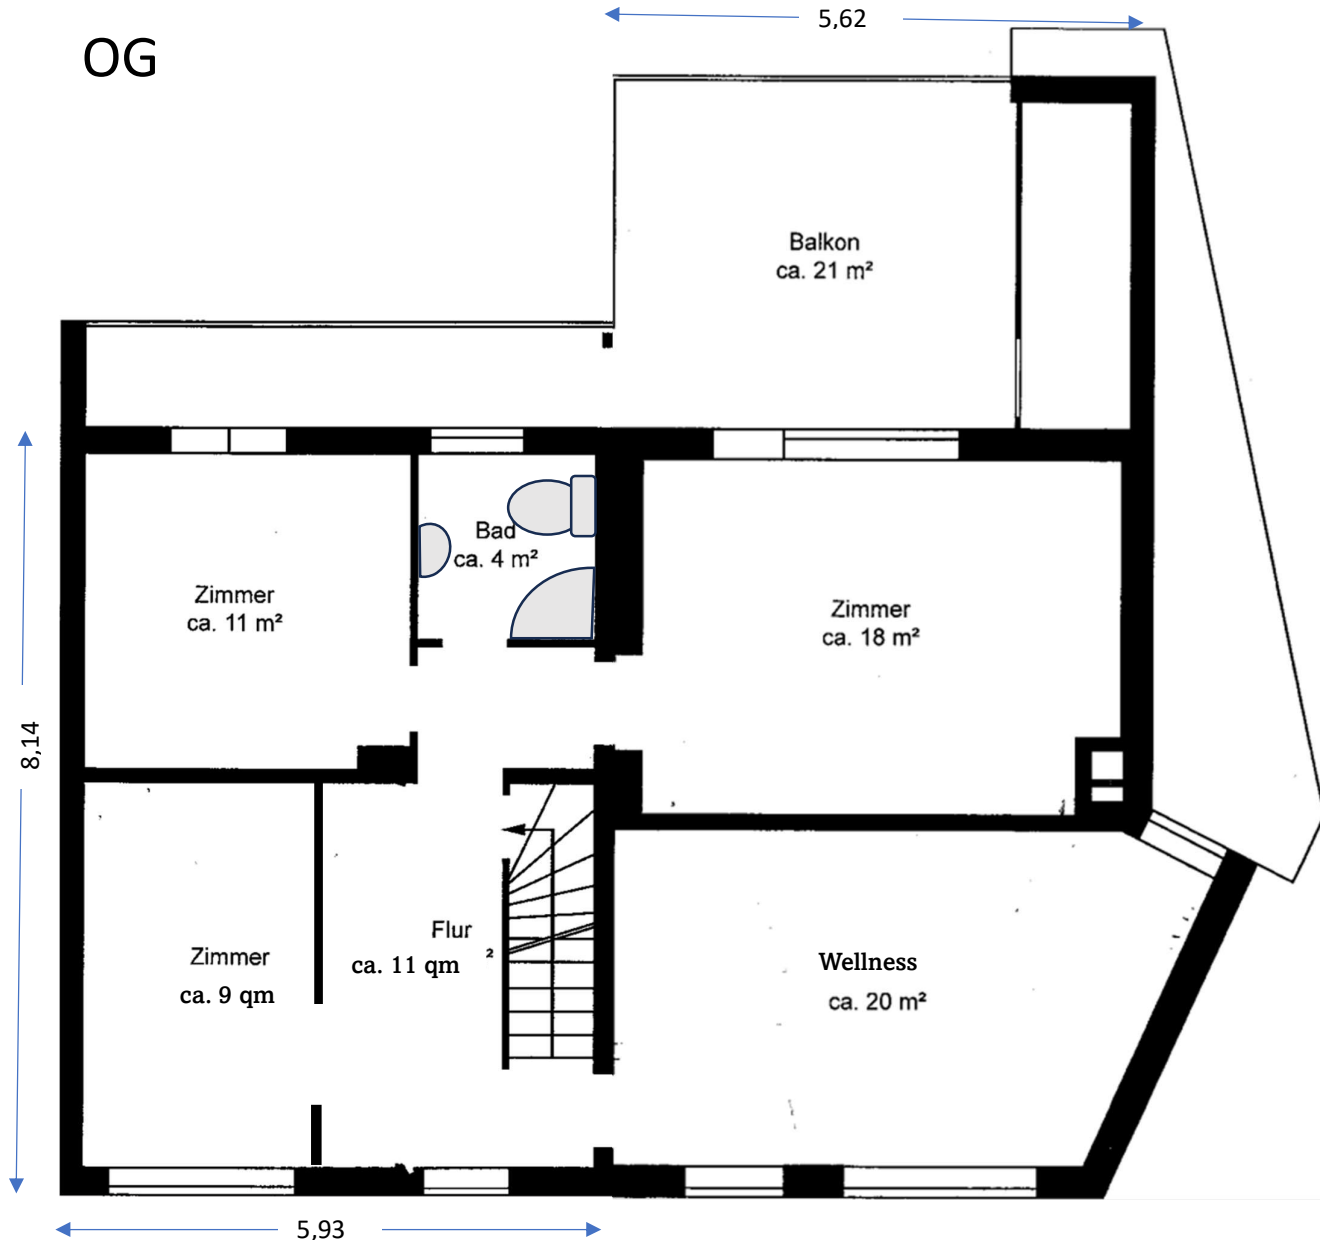 5,62
OG
Balkon
ca. 21 m²
Bad
ca. 4 m²
Zimmer
ca. 11 m²
Zimmer
ca. 18 m²
8,14
Flur
²
ca. 11 qm
Zimmer
ca. 9 qm
Wellness
ca. 20 m²
5,93